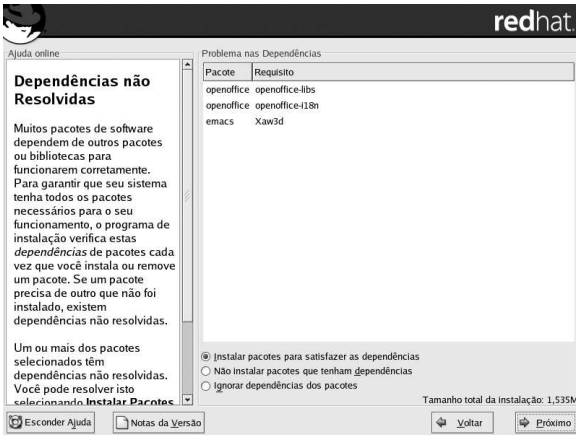 redhat.
Ajuda online
Dependências não
Resolvidas
Muitos pacotes de software
dependem de outros pacotes
ou bibliotecas para
funcionarem corretamente.
Para garantir que seu sistema
tenha todos os pacotes
necessários para o seu
funcionamento, o programa de
instalação verifica estas
dependências de pacotes cada
vez que você instala ou remove
um pacote. Se um pacote
precisa de outro que não foi
instalado, existem
dependências não resolvidas.
Um ou mais dos pacotes
selecionados têm
dependências não resolvidas.
Você pode resolver isto
selecionando Instalar Pacotes
Problema nas Dependências
Pacote Requisito
openoffice openoffice-libs
openoffice openoffice-i18n
emacs Xaw3d
Instalar pacotes para satisfazer as dependências
Não instalar pacotes que tenham dependências
Ignorar dependências dos pacotes
Tamanho total da instalação: 1,535M
Esconder Ajuda
Notas da Versão
Voltar
Próximo